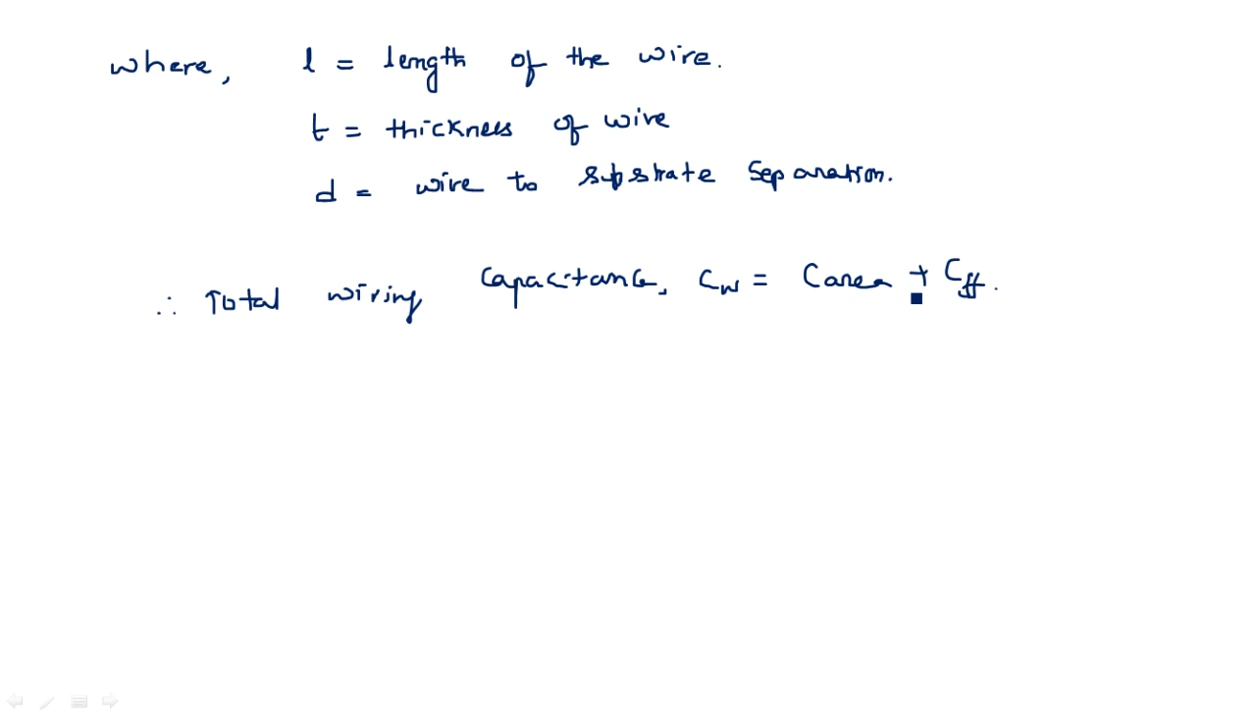 where, l = length of the wire.
t = thickness of wire
d = wire to substrate separation.
∴ Total wiring capacitance, Cw = Carea + Cff.